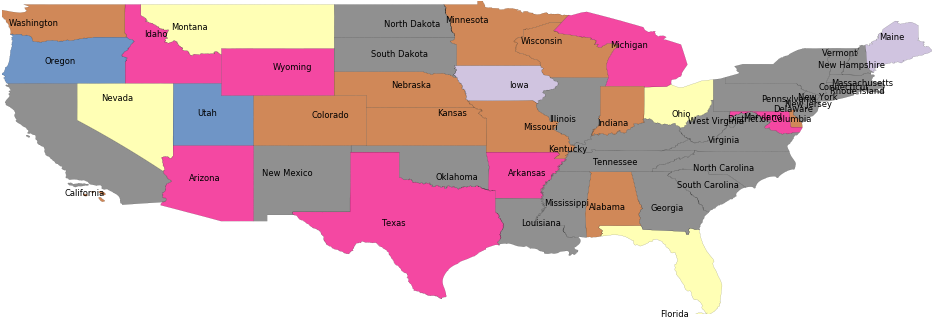 Washington
Idaho
Montana
North Dakota
Minnesota
Wisconsin
Michigan
Maine
Oregon
Wyoming
South Dakota
Vermont
New Hampshire
Nevada
Utah
Colorado
Nebraska
Iowa
Kansas
Missouri
Illinois
Indiana
Ohio
Pennsylvania
New York
Massachusetts
Connecticut
Rhode Island
New Jersey
Delaware
Maryland
District of Columbia
West Virginia
Virginia
Kentucky
Tennessee
North Carolina
South Carolina
California
Arizona
New Mexico
Oklahoma
Arkansas
Texas
Louisiana
Mississippi
Alabama
Georgia
Florida